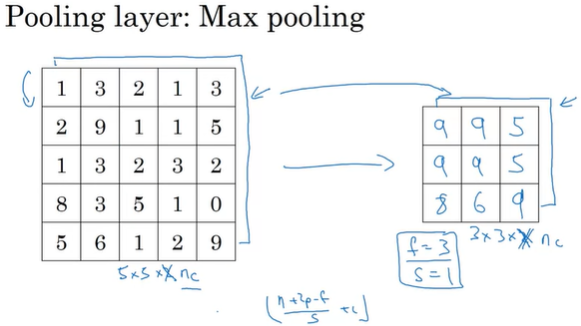 Pooling layer: Max pooling
1 3 2 1 3
2 9 1 1 5
1 3 2 3 2
8 3 5 1 0
5 6 1 2 9
9 9 5
9 9 5
8 6 9
5×5× nc
3×3× nc
f=3
s=1
⌊(n+2p-f)/s +1⌋